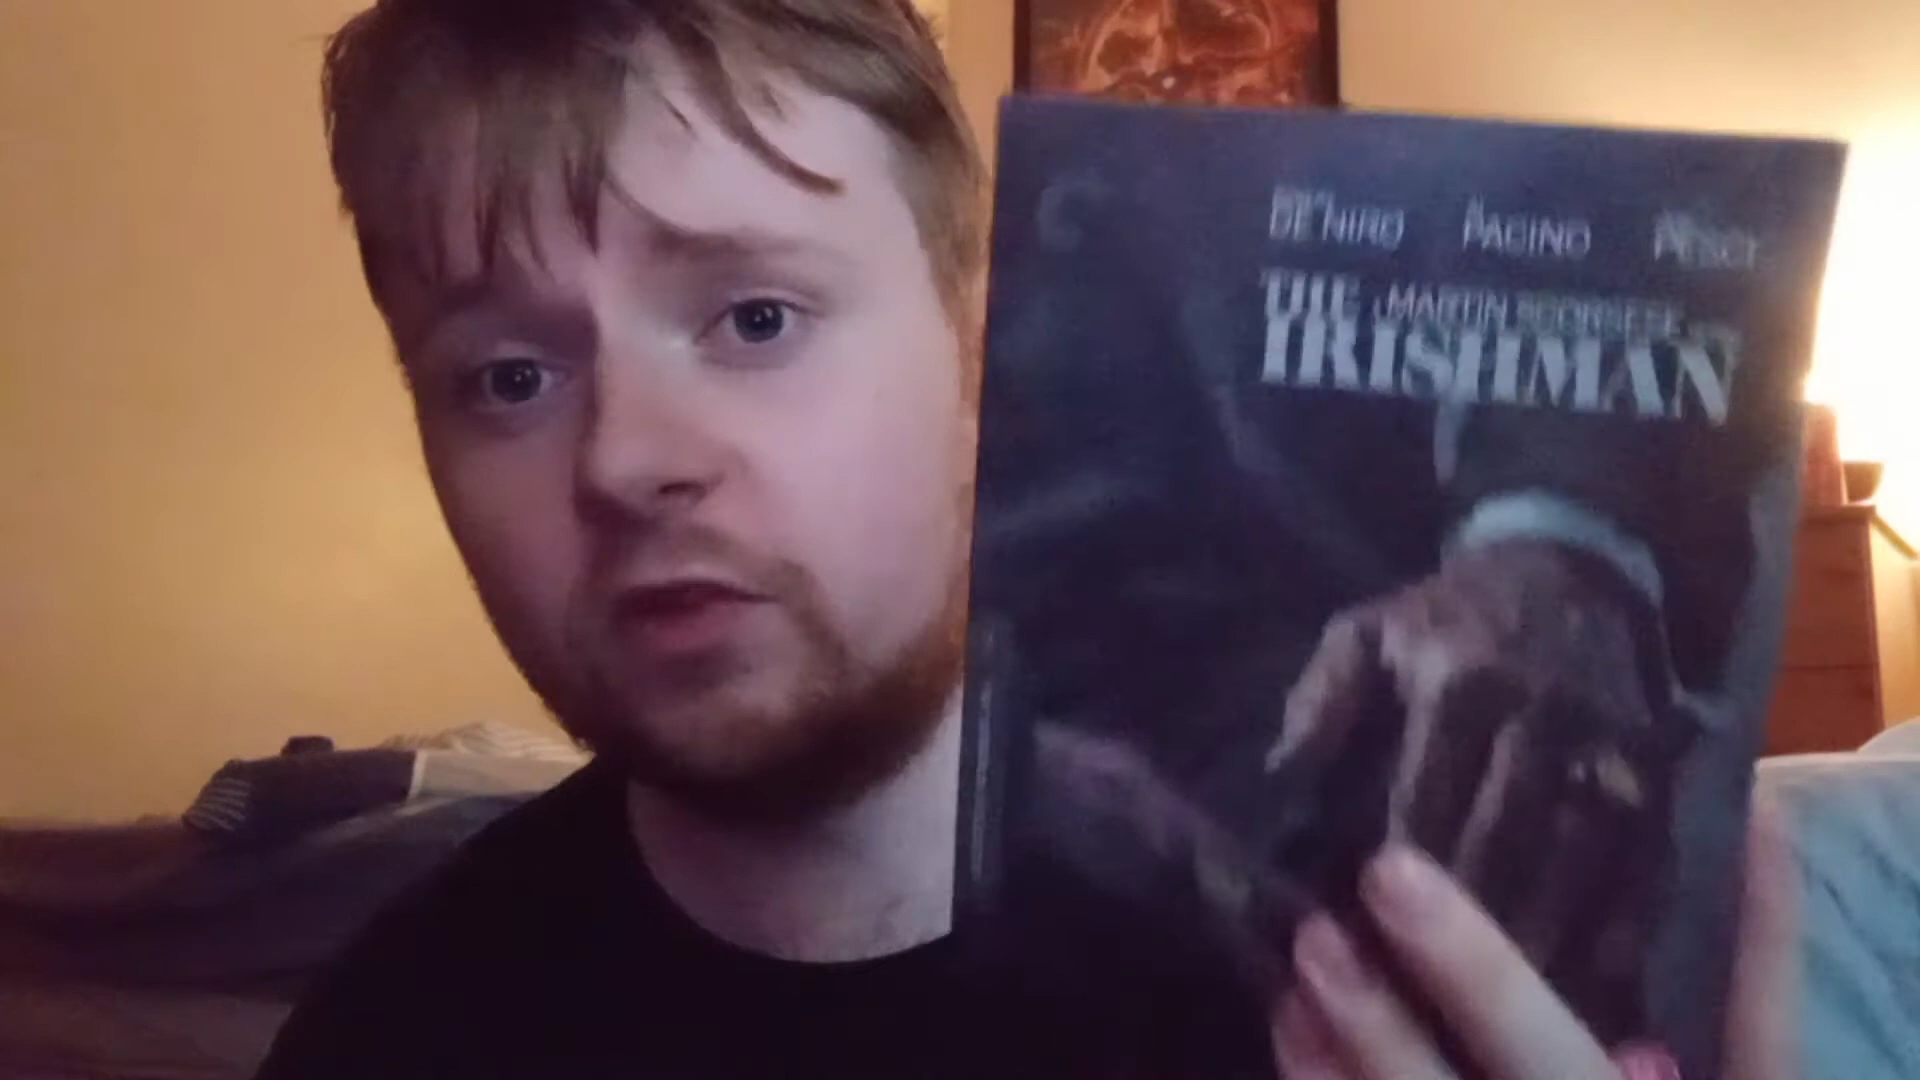 DE NIRO PACINO PESCI
THE MARTIN SCORSESE
IRISHMAN